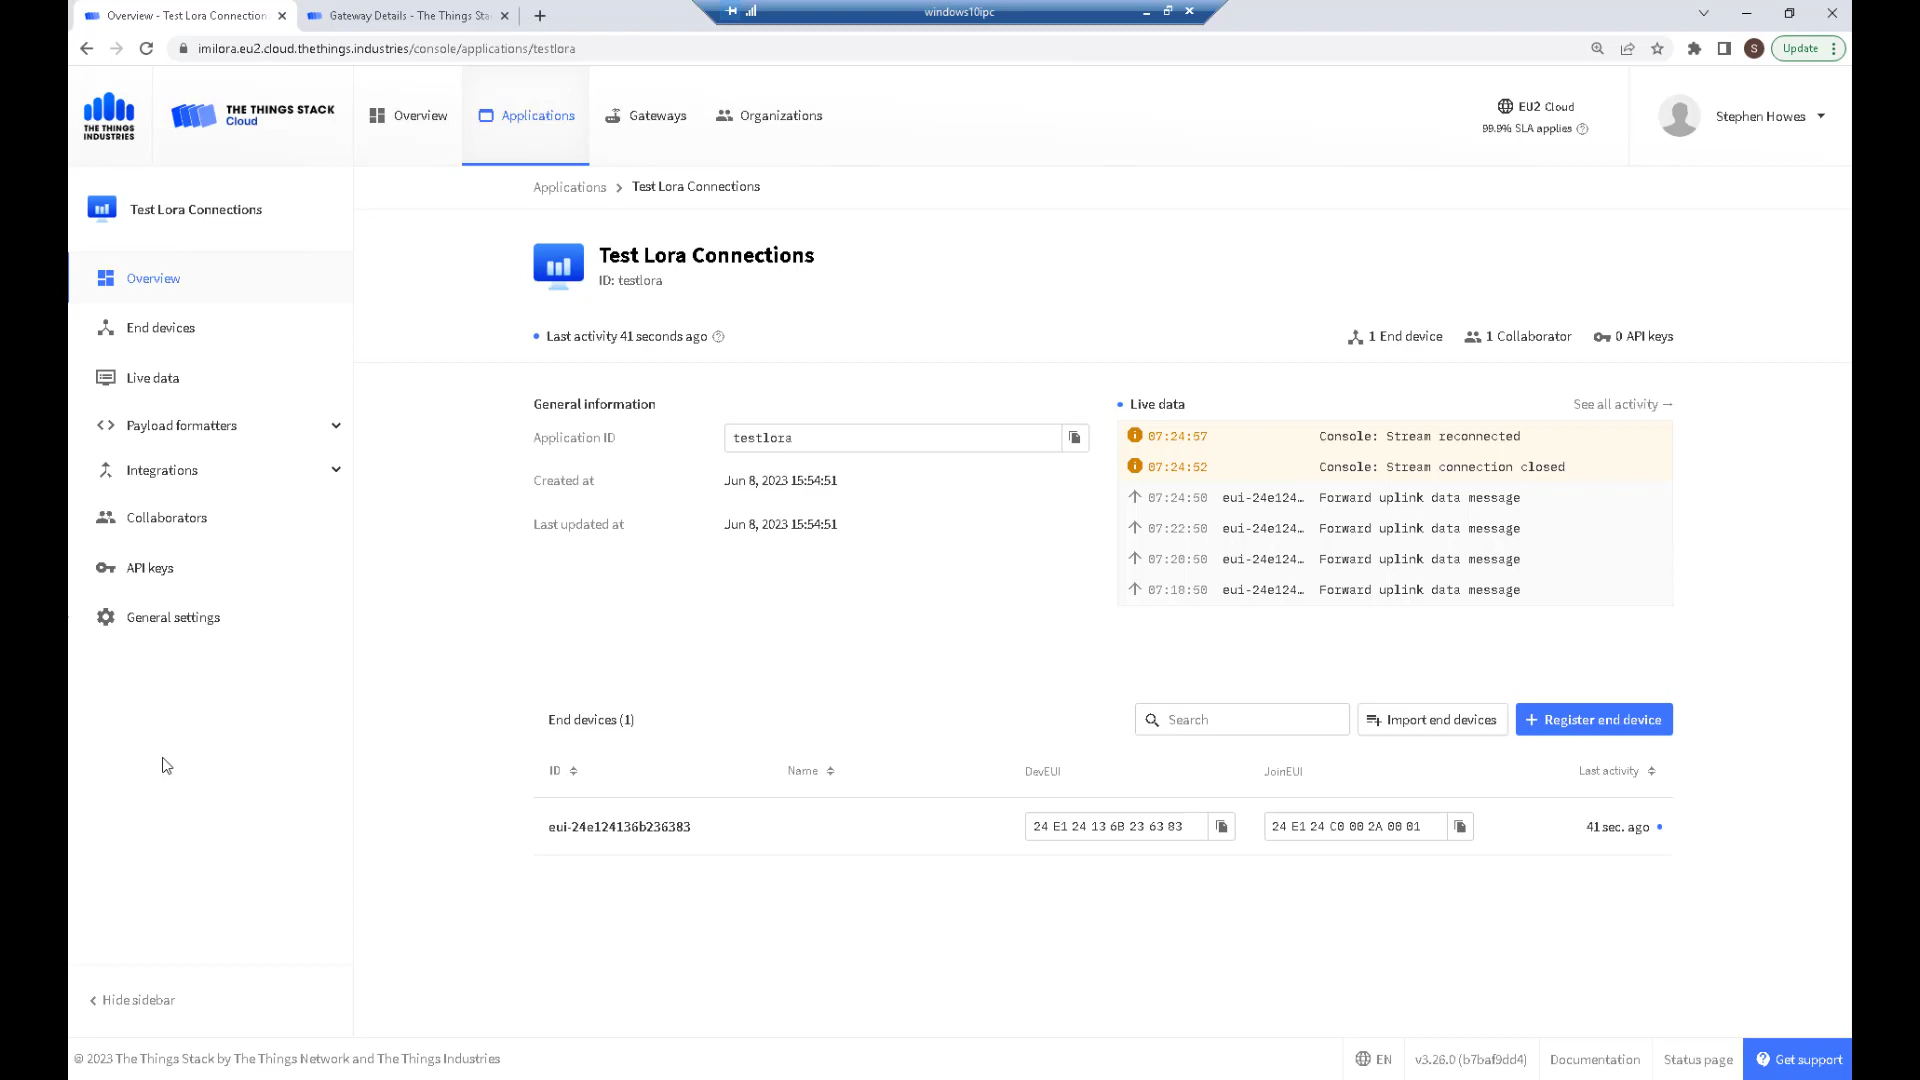 Overview - Test Lora Connection
Gateway Details - The Things Sta
windows10ipc
imilora.eu2.cloud.thethings.industries/console/applications/testlora
S
Update
THE THINGS
INDUSTRIES
THE THINGS STACK
Cloud
Overview
Applications
Gateways
Organizations
EU2 Cloud
99.9% SLA applies
Stephen Howes
Applications > Test Lora Connections
Test Lora Connections
Overview
End devices
Live data
Payload formatters
Integrations
Collaborators
API keys
General settings
Hide sidebar
Test Lora Connections
ID: testlora
Last activity 41 seconds ago
1 End device
1 Collaborator
0 API keys
General information
Application ID
testlora
Created at
Jun 8, 2023 15:54:51
Last updated at
Jun 8, 2023 15:54:51
Live data
See all activity →
07:24:57 Console: Stream reconnected
07:24:52 Console: Stream connection closed
07:24:50 eui-24e124… Forward uplink data message
07:22:50 eui-24e124… Forward uplink data message
07:20:50 eui-24e124… Forward uplink data message
07:18:50 eui-24e124… Forward uplink data message
End devices (1)
Search
Import end devices
+ Register end device
ID Name DevEUI JoinEUI Last activity
eui-24e124136b236383 24 E1 24 13 6B 23 63 83 24 E1 24 C0 00 2A 00 01 41 sec. ago
© 2023 The Things Stack by The Things Network and The Things Industries
EN
v3.26.0 (b7baf9dd4)
Documentation
Status page
Get support